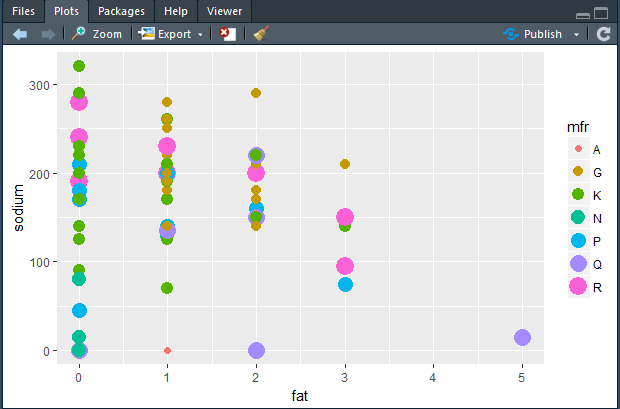 Files Plots Packages Help Viewer
Zoom Export Publish
300
200
100
0
sodium
0 1 2 3 4 5
fat
mfr
A
G
K
N
P
Q
R